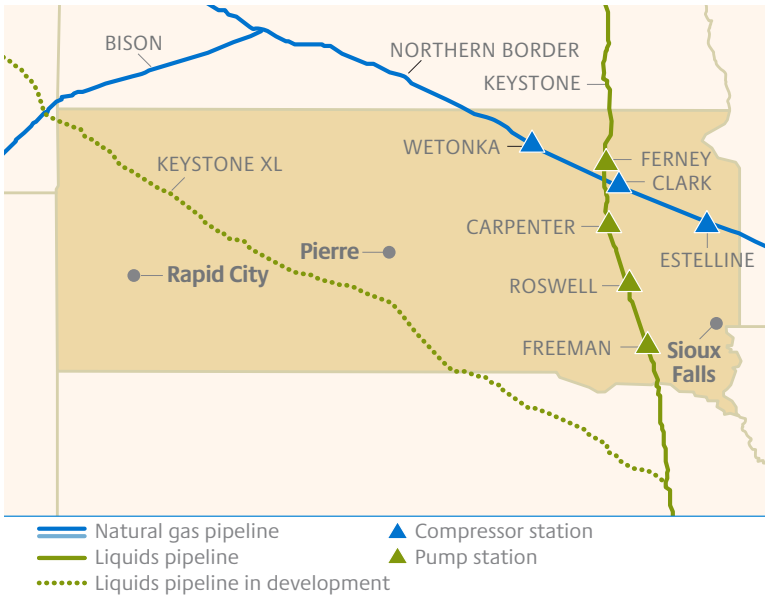 BISON
NORTHERN BORDER
KEYSTONE
WETONKA
FERNEY
KEYSTONE XL
CLARK
CARPENTER
Pierre
ESTELLINE
Rapid City
ROSWELL
FREEMAN
Sioux
Falls
Natural gas pipeline
Compressor station
Liquids pipeline
Pump station
Liquids pipeline in development